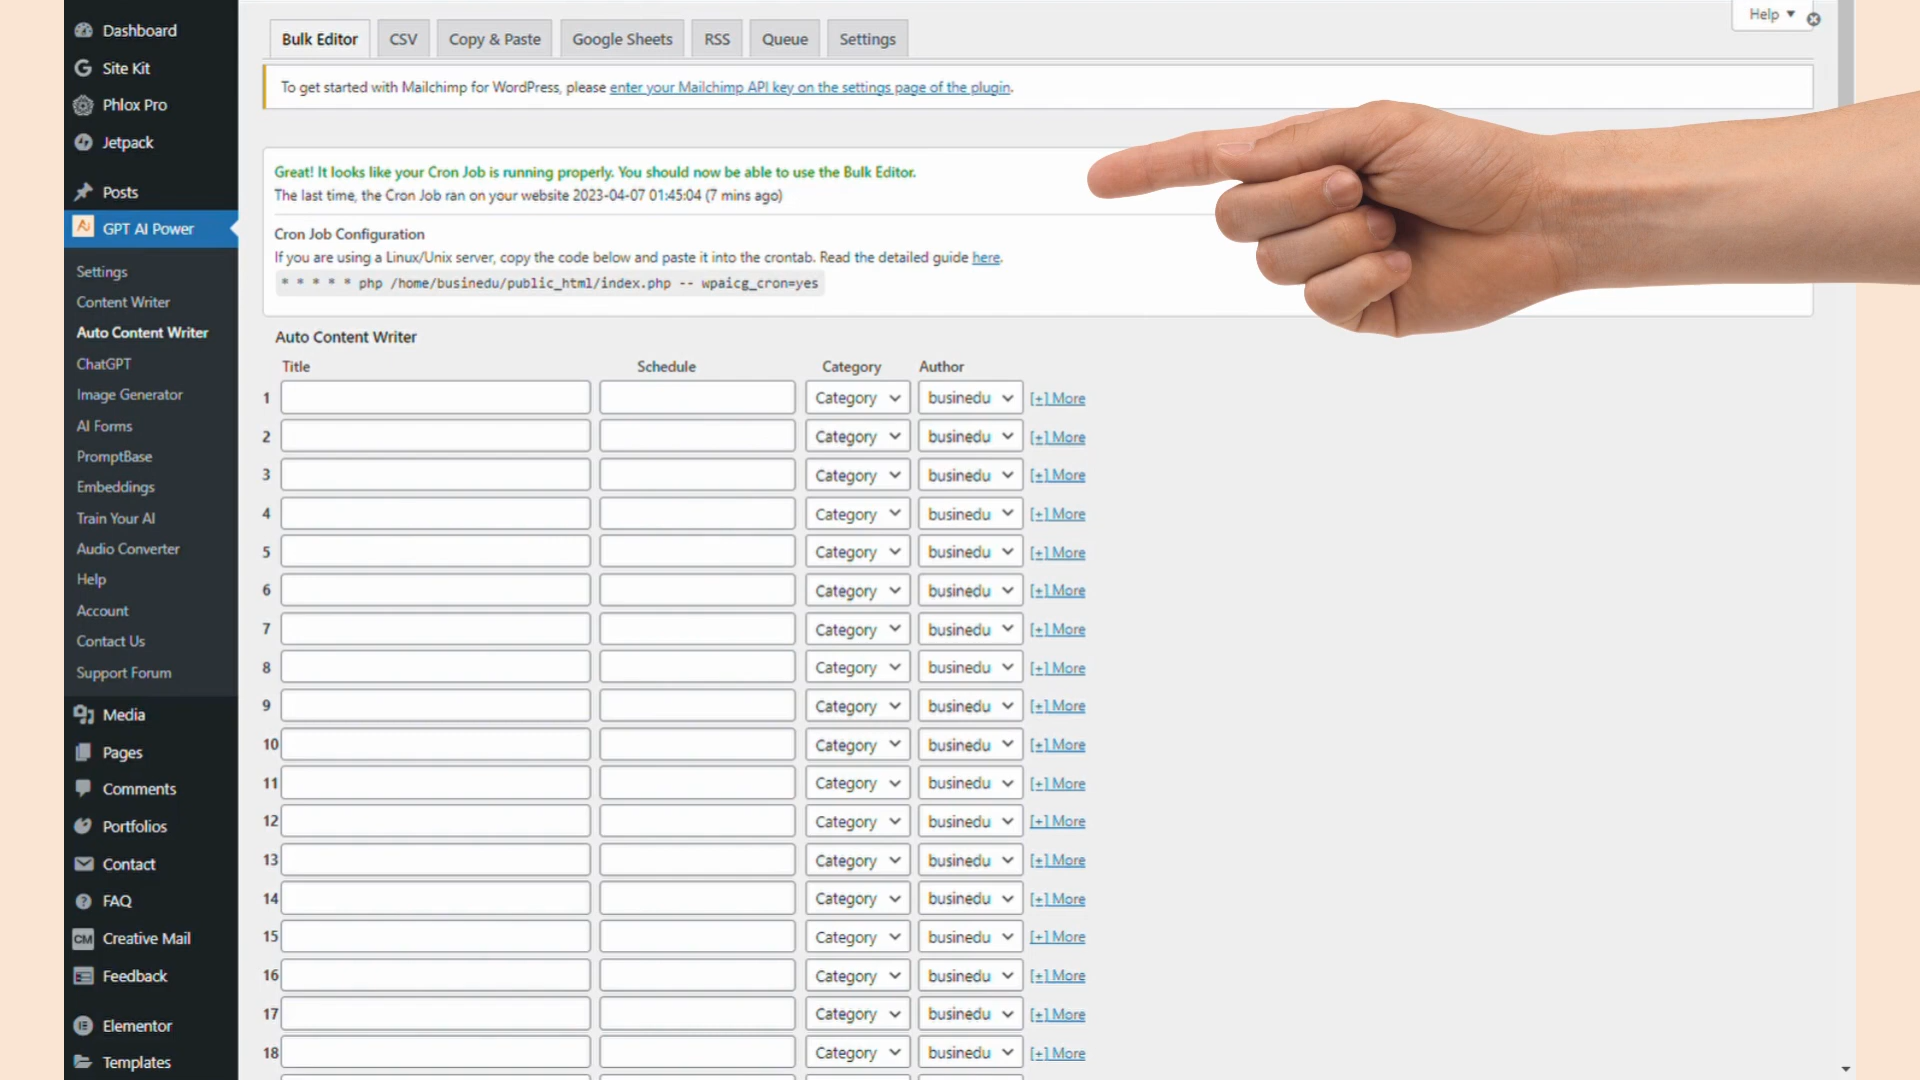 Dashboard
Site Kit
Phlox Pro
Jetpack
Posts
GPT AI Power
Settings
Content Writer
Auto Content Writer
ChatGPT
Image Generator
AI Forms
PromptBase
Embeddings
Train Your AI
Audio Converter
Help
Account
Contact Us
Support Forum
Media
Pages
Comments
Portfolios
Contact
FAQ
CM Creative Mail
Feedback
Elementor
Templates
Help
Bulk Editor CSV Copy & Paste Google Sheets RSS Queue Settings
To get started with Mailchimp for WordPress, please enter your Mailchimp API key on the settings page of the plugin.
Great! It looks like your Cron Job is running properly. You should now be able to use the Bulk Editor.
The last time, the Cron Job ran on your website 2023-04-07 01:45:04 (7 mins ago)
Cron Job Configuration
If you are using a Linux/Unix server, copy the code below and paste it into the crontab. Read the detailed guide here.
* * * * * php /home/businedu/public_html/index.php -- wpaicg_cron=yes
Auto Content Writer
Title Schedule Category Author
1 Category businedu [+] More
2 Category businedu [+] More
3 Category businedu [+] More
4 Category businedu [+] More
5 Category businedu [+] More
6 Category businedu [+] More
7 Category businedu [+] More
8 Category businedu [+] More
9 Category businedu [+] More
10 Category businedu [+] More
11 Category businedu [+] More
12 Category businedu [+] More
13 Category businedu [+] More
14 Category businedu [+] More
15 Category businedu [+] More
16 Category businedu [+] More
17 Category businedu [+] More
18 Category businedu [+] More